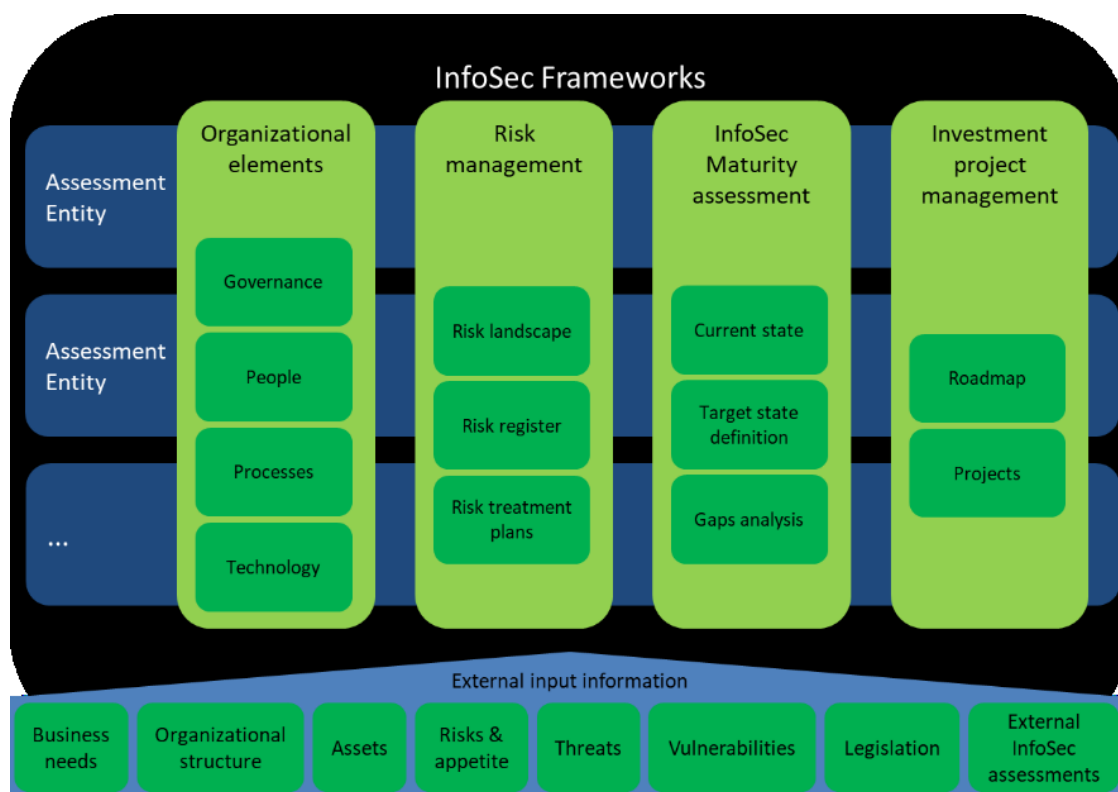 InfoSec Frameworks
Assessment
Entity
Assessment
Entity
...
Organizational
elements
Governance
People
Processes
Technology
Risk
management
Risk landscape
Risk register
Risk treatment
plans
InfoSec
Maturity
assessment
Current state
Target state
definition
Gaps analysis
Investment
project
management
Roadmap
Projects
External input information
Business
needs
Organizational
structure
Assets
Risks &
appetite
Threats
Vulnerabilities
Legislation
External
InfoSec
assessments